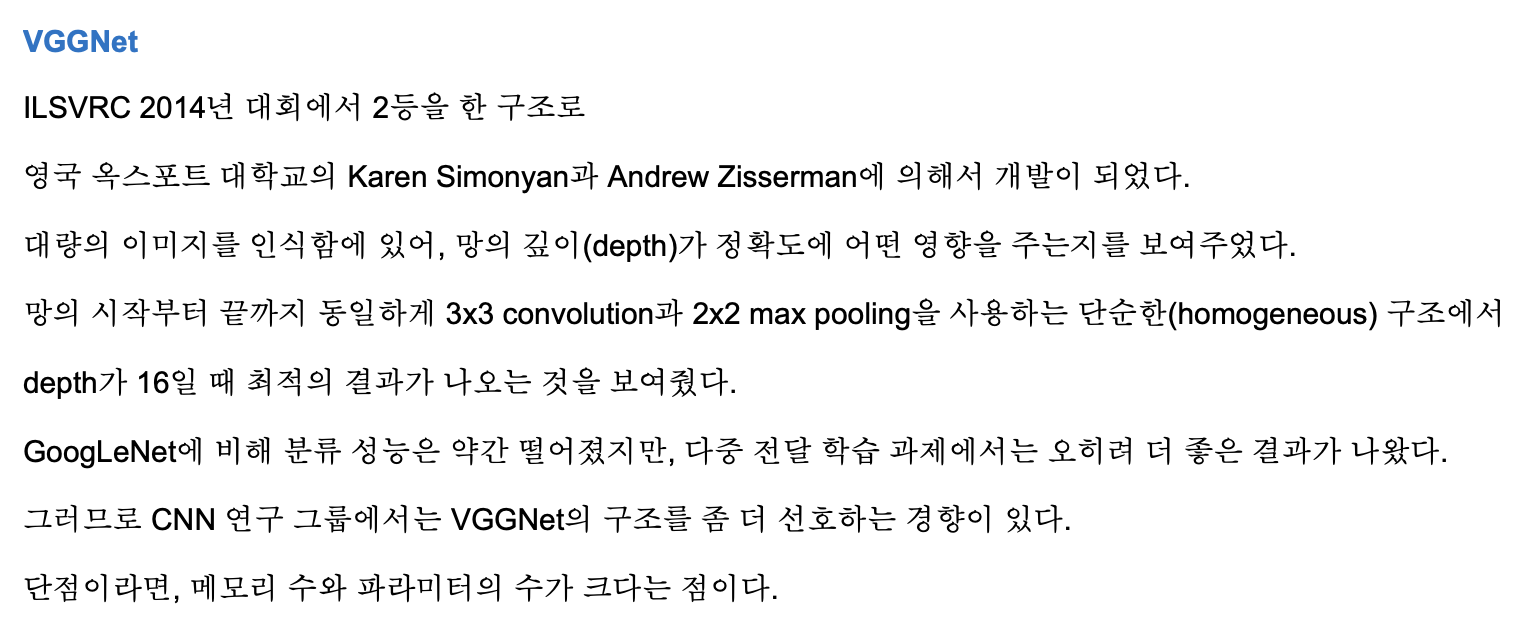 VGGNet
ILSVRC 2014년 대회에서 2등을 한 구조로
영국 옥스포트 대학교의 Karen Simonyan과 Andrew Zisserman에 의해서 개발이 되었다.
대량의 이미지를 인식함에 있어, 망의 깊이(depth)가 정확도에 어떤 영향을 주는지를 보여주었다.
망의 시작부터 끝까지 동일하게 3x3 convolution과 2x2 max pooling을 사용하는 단순한(homogeneous) 구조에서
depth가 16일 때 최적의 결과가 나오는 것을 보여줬다.
GoogLeNet에 비해 분류 성능은 약간 떨어졌지만, 다중 전달 학습 과제에서는 오히려 더 좋은 결과가 나왔다.
그러므로 CNN 연구 그룹에서는 VGGNet의 구조를 좀 더 선호하는 경향이 있다.
단점이라면, 메모리 수와 파라미터의 수가 크다는 점이다.